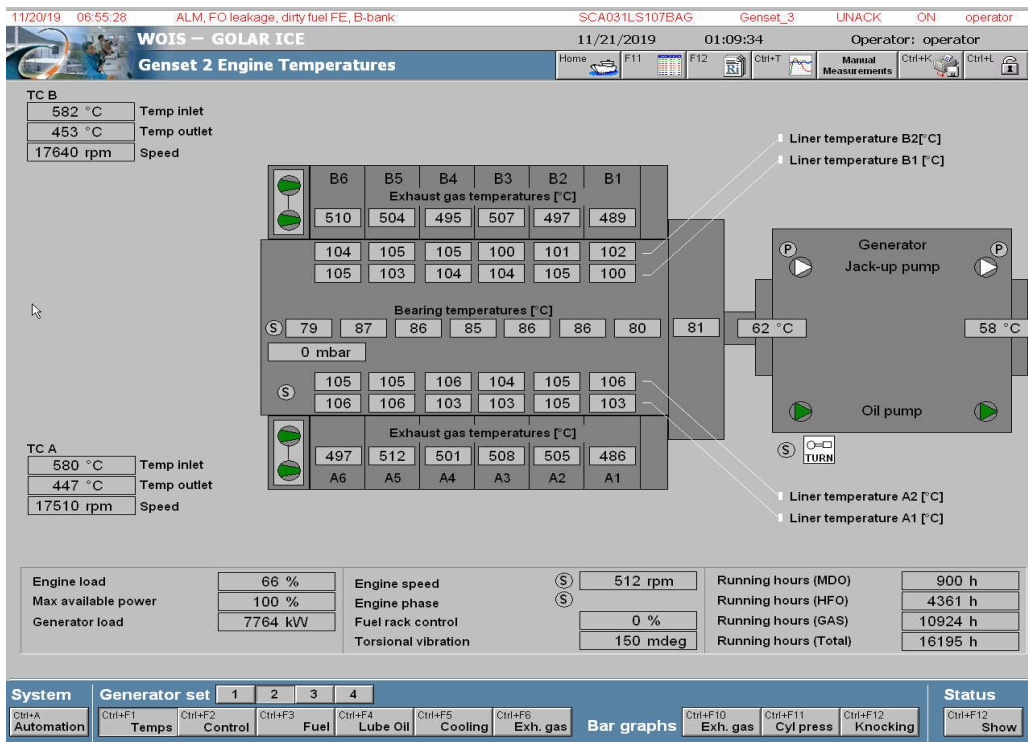 11/20/19 06:55:28 ALM, FO leakage, dirty fuel FE, B-bank SCA031LS107BAG Genset_3 UNACK ON operator
WOIS — GOLAR ICE 11/21/2019 01:09:34 Operator: operator
Genset 2 Engine Temperatures Home F11 F12 Ri Ctrl+T Manual Measurements Ctrl+K Ctrl+L
TC B
582 °C Temp inlet
453 °C Temp outlet
17640 rpm Speed
Liner temperature B2[°C]
Liner temperature B1 [°C]
B6 B5 B4 B3 B2 B1
Exhaust gas temperatures [°C]
510 504 495 507 497 489
104 105 105 100 101 102
105 103 104 104 105 100
P Generator P
Jack-up pump
Bearing temperatures [°C]
S 79 87 86 85 86 86 80 81 62 °C 58 °C
0 mbar
S
105 105 106 104 105 106
106 106 103 103 105 103
Oil pump
Exhaust gas temperatures [°C]
497 512 501 508 505 486
A6 A5 A4 A3 A2 A1
S TURN
TC A
580 °C Temp inlet
447 °C Temp outlet
17510 rpm Speed
Liner temperature A2 [°C]
Liner temperature A1 [°C]
Engine load 66 % Engine speed S 512 rpm Running hours (MDO) 900 h
Max available power 100 % Engine phase S Running hours (HFO) 4361 h
Generator load 7764 kW Fuel rack control 0 % Running hours (GAS) 10924 h
Torsional vibration 150 mdeg Running hours (Total) 16195 h
System Generator set 1 2 3 4 Status
Ctrl+A Ctrl+F1 Ctrl+F2 Ctrl+F3 Ctrl+F4 Ctrl+F5 Ctrl+F6 Ctrl+F10 Ctrl+F11 Ctrl+F12 Ctrl+F12
Automation Temps Control Fuel Lube Oil Cooling Exh. gas Bar graphs Exh. gas Cyl press Knocking Show